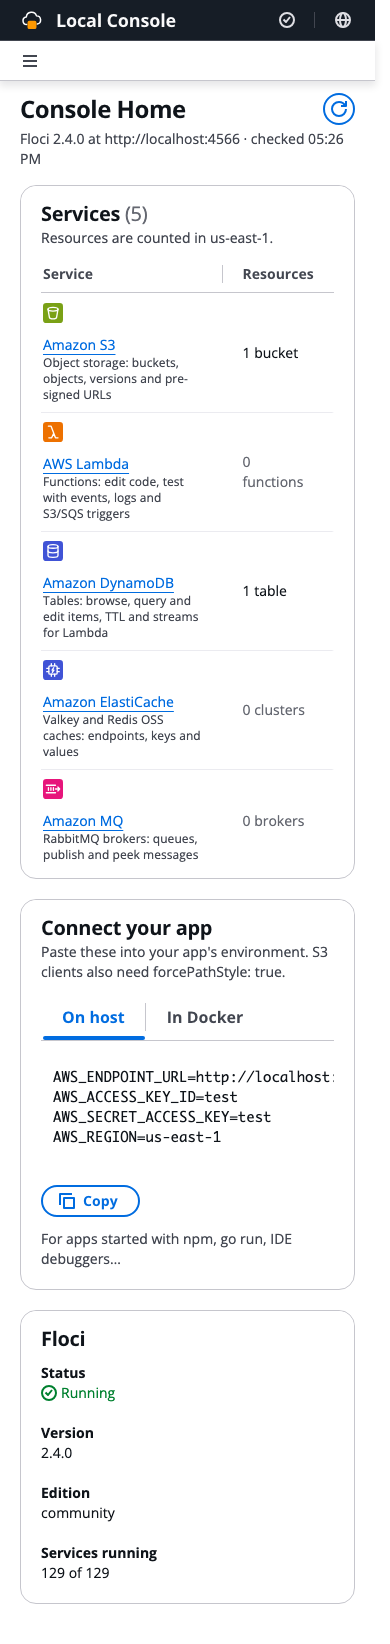 Local Console
Console Home
Floci 2.4.0 at http://localhost:4566 · checked 05:26
PM
Services (5)
Resources are counted in us-east-1.
Service Resources
Amazon S3
Object storage: buckets,
objects, versions and pre-
signed URLs
1 bucket
AWS Lambda
Functions: edit code, test
with events, logs and
S3/SQS triggers
0
functions
Amazon DynamoDB
Tables: browse, query and
edit items, TTL and streams
for Lambda
1 table
Amazon ElastiCache
Valkey and Redis OSS
caches: endpoints, keys and
values
0 clusters
Amazon MQ
RabbitMQ brokers: queues,
publish and peek messages
0 brokers
Connect your app
Paste these into your app's environment. S3
clients also need forcePathStyle: true.
On host In Docker
AWS_ENDPOINT_URL=http://localhost:
AWS_ACCESS_KEY_ID=test
AWS_SECRET_ACCESS_KEY=test
AWS_REGION=us-east-1
Copy
For apps started with npm, go run, IDE
debuggers...
Floci
Status
Running
Version
2.4.0
Edition
community
Services running
129 of 129